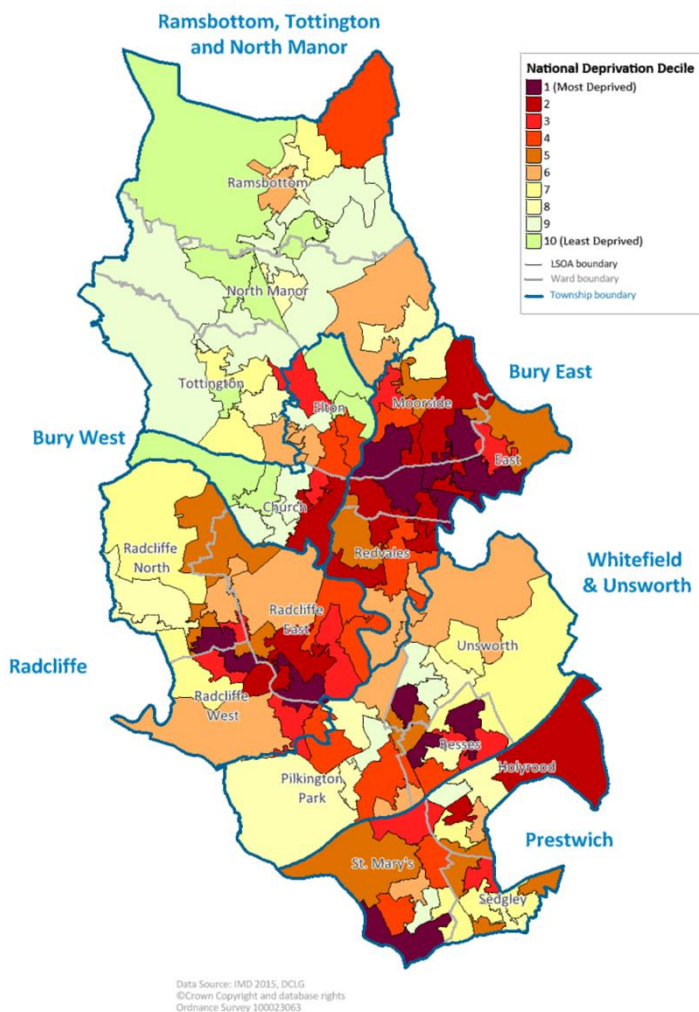 Ramsbottom, Tottington
and North Manor
National Deprivation Decile
1 (Most Deprived)
2
3
4
5
6
7
8
9
10 (Least Deprived)
LSOA boundary
Ward boundary
Township boundary
Ramsbottom
North Manor
Tottington
Elton
Moorside
Bury East
East
Bury West
Church
Redvales
Radcliffe
North
Whitefield
& Unsworth
Radcliffe
East
Unsworth
Radcliffe
Radcliffe
West
Besses
Holyrood
Pilkington
Park
Prestwich
St. Mary's
Sedgley
Data Source: IMD 2015, DCLG
©Crown Copyright and database rights
Ordnance Survey 100023063